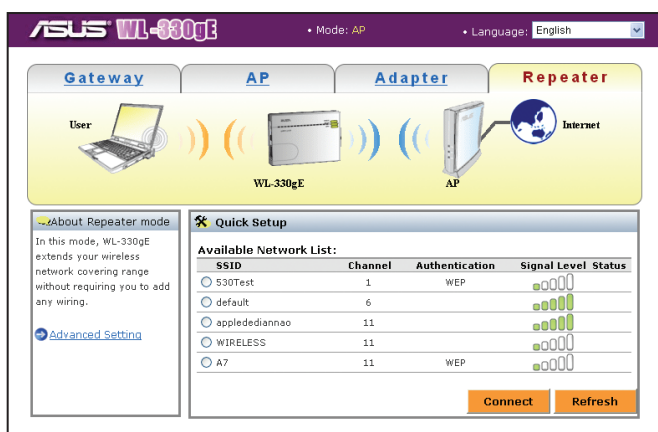 ASUS WL-330gE • Mode: AP • Language: English
Gateway AP Adapter Repeater
User Internet
WL-330gE AP
About Repeater mode
In this mode, WL-330gE
extends your wireless
network covering range
without requiring you to add
any wiring.
Advanced Setting
Quick Setup
Available Network List:
SSID Channel Authentication Signal Level Status
530Test 1 WEP
default 6
applededìannao 11
WIRELESS 11
A7 11 WEP
Connect Refresh